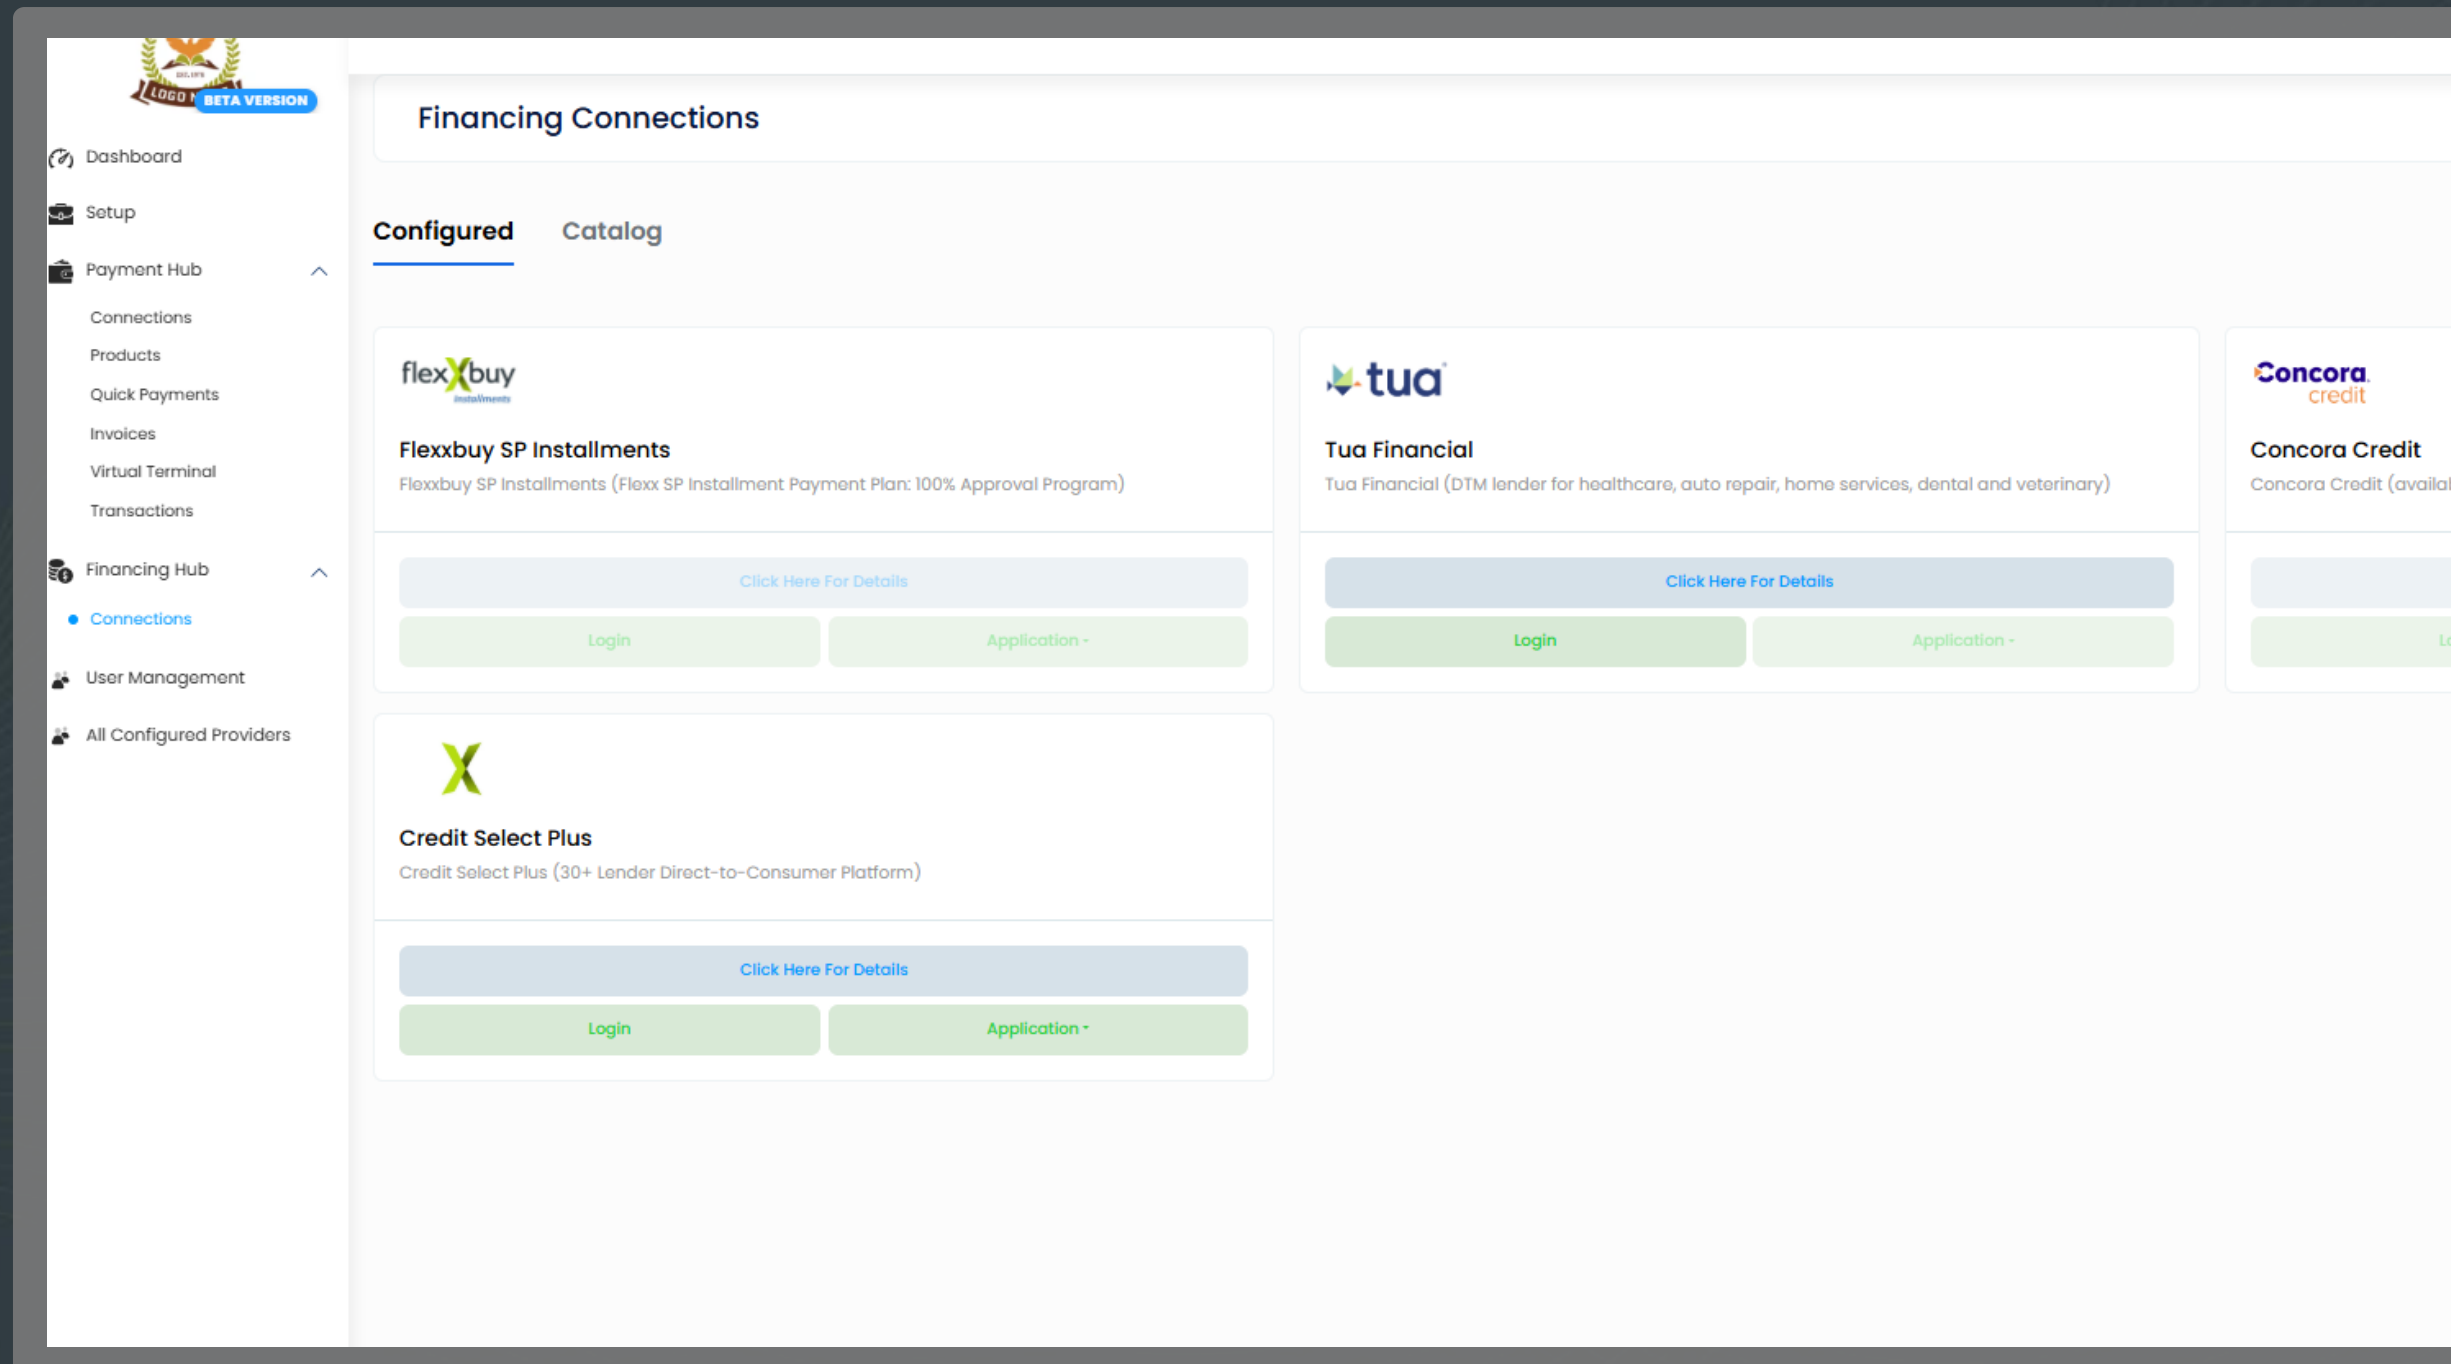 EST. 1978
LOGO
BETA VERSION
Dashboard
Setup
Payment Hub
Connections
Products
Quick Payments
Invoices
Virtual Terminal
Transactions
Financing Hub
Connections
User Management
All Configured Providers
Financing Connections
Configured
Catalog
flexXbuy
Installments
Flexxbuy SP Installments
Flexxbuy SP Installments (Flexx SP Installment Payment Plan: 100% Approval Program)
Click Here For Details
Login
Application
tua
Tua Financial
Tua Financial (DTM lender for healthcare, auto repair, home services, dental and veterinary)
Click Here For Details
Login
Application
Concora
credit
Concora Credit
Concora Credit
X
Credit Select Plus
Credit Select Plus (30+ Lender Direct-to-Consumer Platform)
Click Here For Details
Login
Application